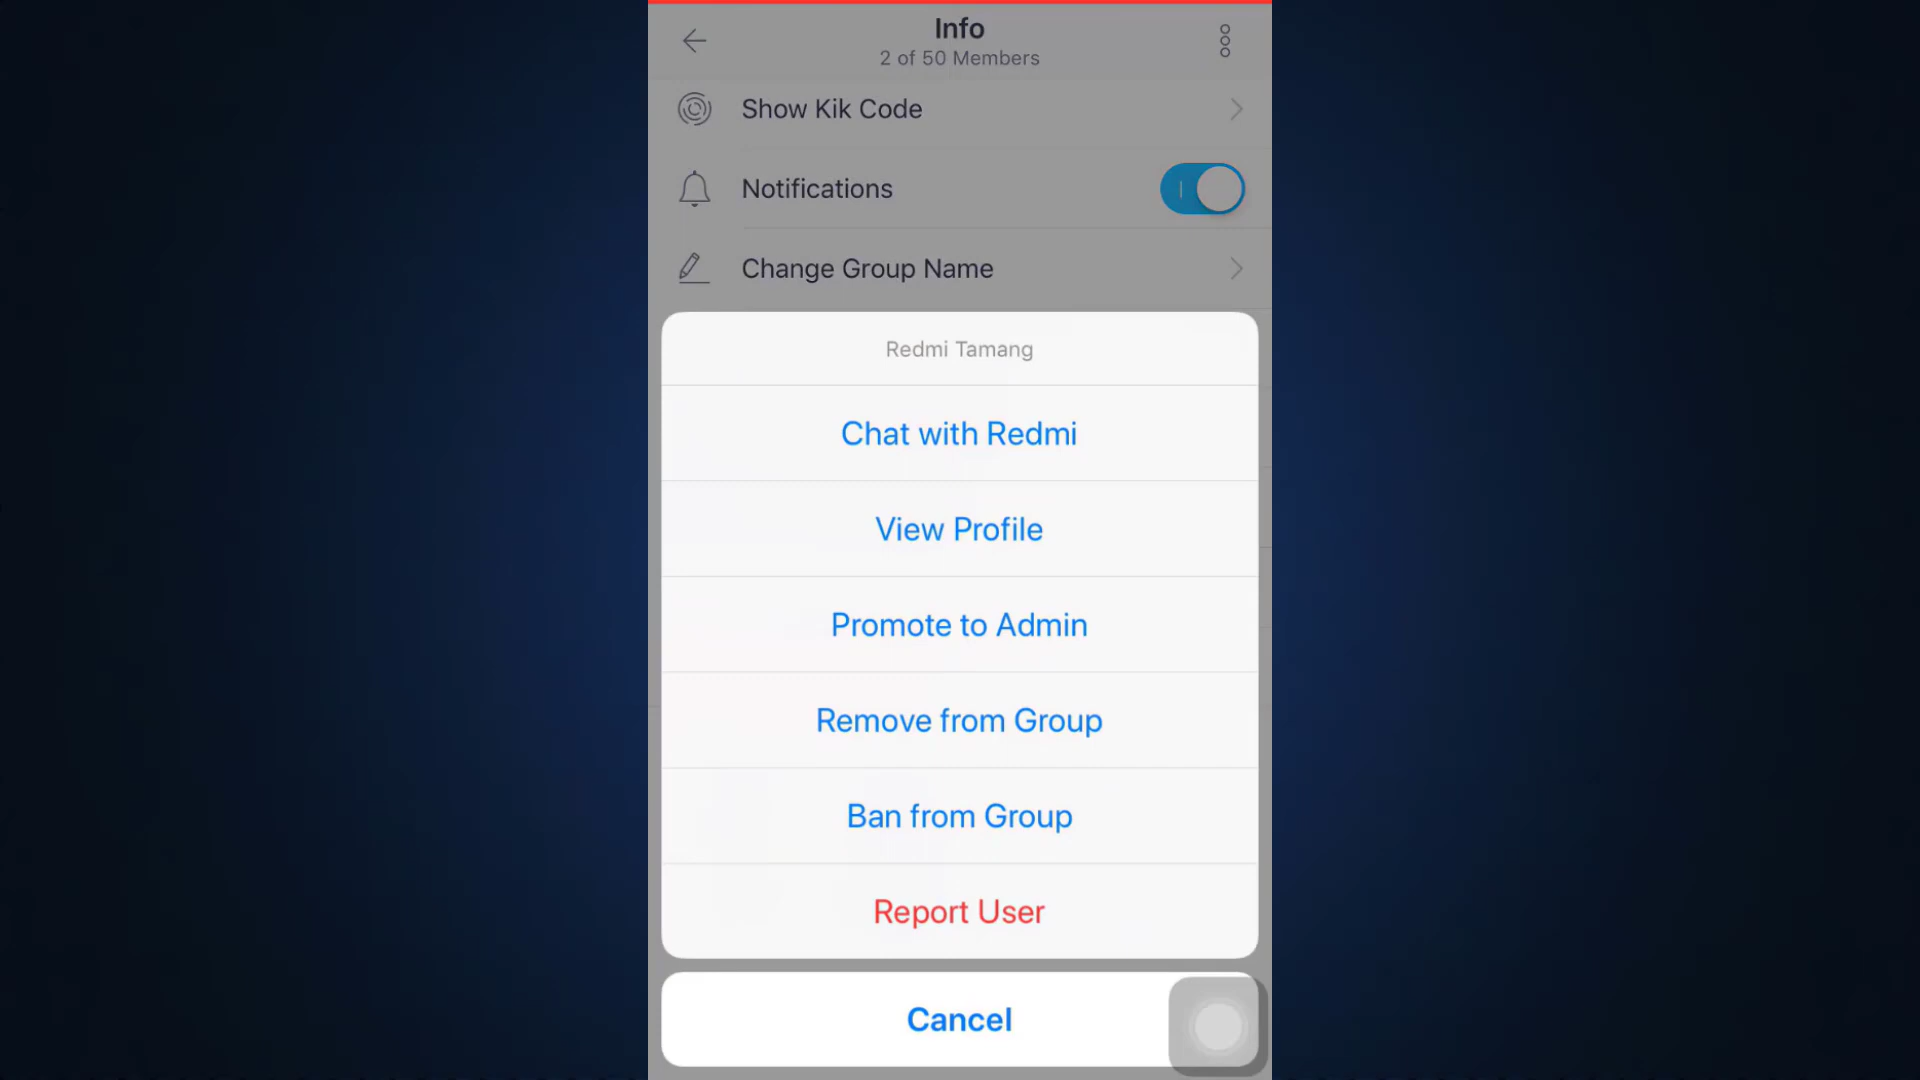 Info
2 of 50 Members
Show Kik Code
Notifications
Change Group Name
Redmi Tamang
Chat with Redmi
View Profile
Promote to Admin
Remove from Group
Ban from Group
Report User
Cancel